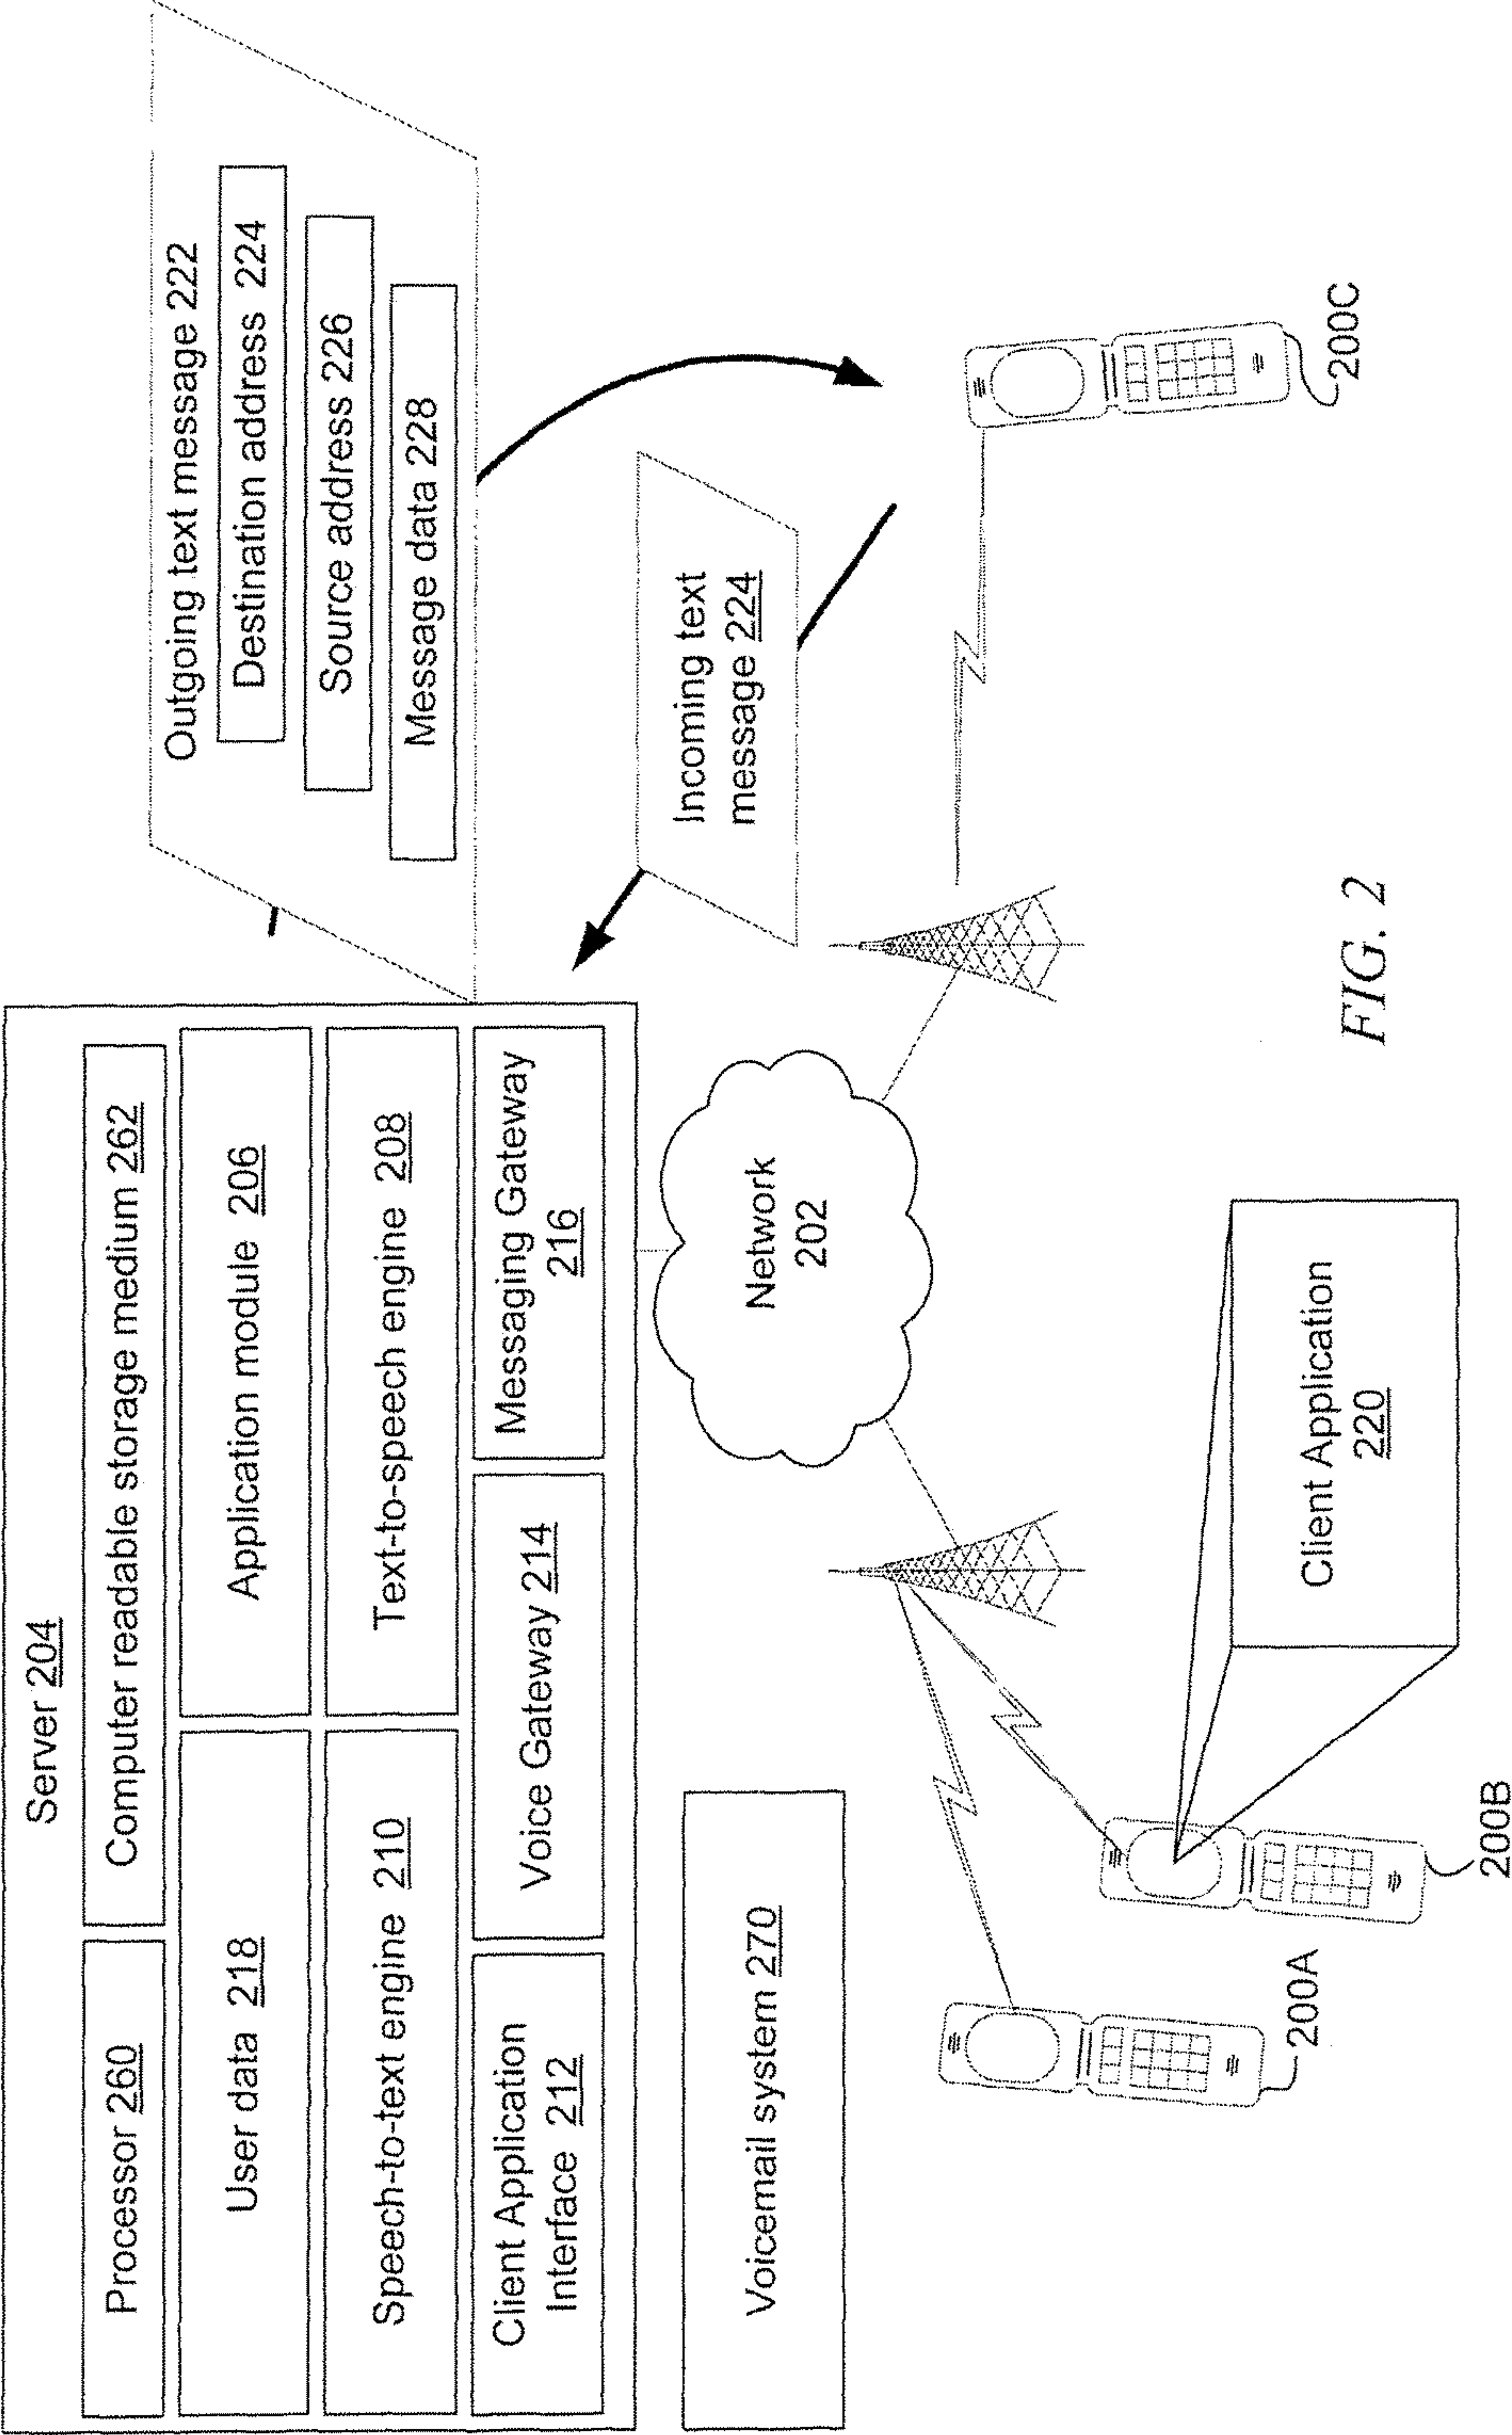 Server 204
Processor 260
Computer readable storage medium 262
User data 218
Application module 206
Speech-to-text engine 210
Text-to-speech engine 208
Client Application
Interface 212
Voice Gateway 214
Messaging Gateway
216
Outgoing text message 222
Destination address 224
Source address 226
Message data 228
Incoming text
message 224
Voicemail system 270
Network
202
200A
200B
Client Application
220
200C
FIG. 2